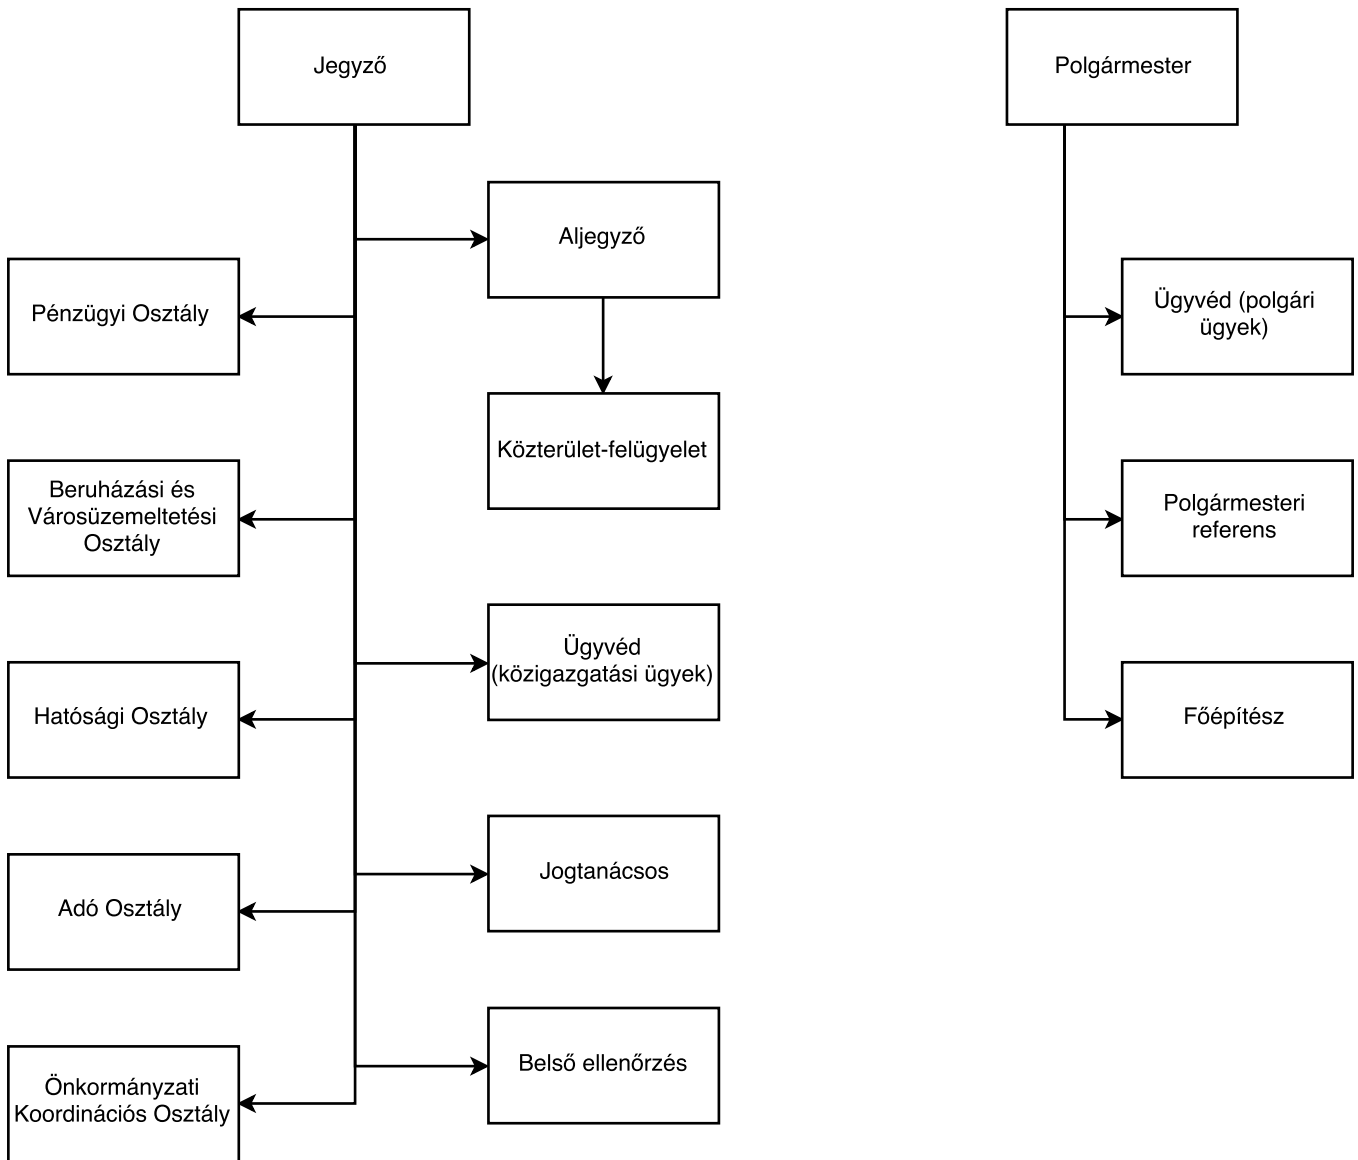 Jegyző
Polgármester
Aljegyző
Pénzügyi Osztály
Ügyvéd (polgári
ügyek)
Közterület-felügyelet
Beruházási és
Városüzemeltetési
Osztály
Polgármesteri
referens
Ügyvéd
(közigazgatási ügyek)
Hatósági Osztály
Főépítész
Jogtanácsos
Adó Osztály
Belső ellenőrzés
Önkormányzati
Koordinációs Osztály